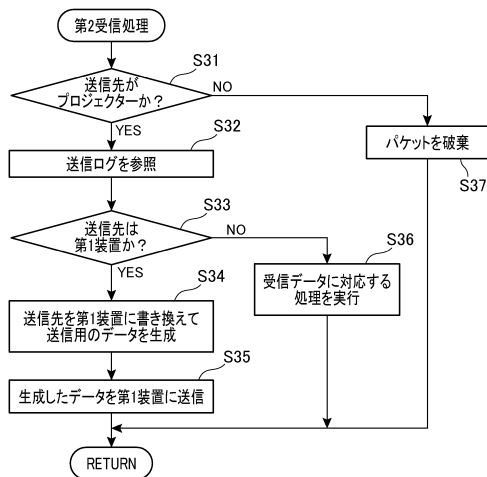 第2受信処理
S31
送信先が
プロジェクターか？
NO
YES
S32
送信ログを参照
パケットを破棄
S37
S33
送信先は
第1装置か？
NO
YES
S36
受信データに対応する
処理を実行
S34
送信先を第1装置に書き換えて
送信用のデータを生成
S35
生成したデータを第1装置に送信
RETURN